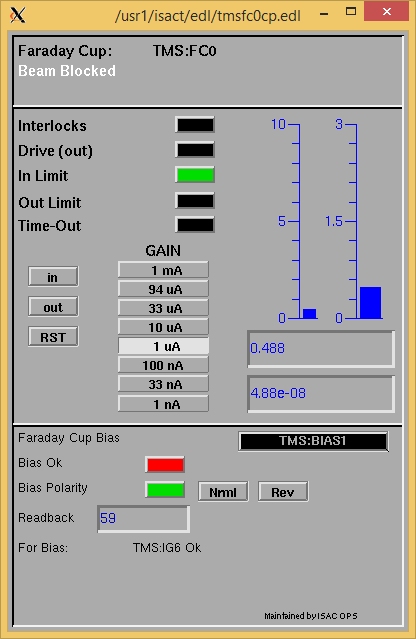 /usr1/isact/edl/tmsfc0cp.edl
Faraday Cup: TMS:FC0
Beam Blocked
Interlocks
Drive (out)
In Limit
Out Limit
Time-Out
10
5
0
3
1.5
0
GAIN
in
out
RST
1 mA
94 uA
33 uA
10 uA
1 uA
100 nA
33 nA
1 nA
0.488
4.88e-08
Faraday Cup Bias TMS:BIAS1
Bias Ok
Bias Polarity Nrml Rev
Readback 59
For Bias: TMS:IG6 Ok
Maintained by ISAC OPS